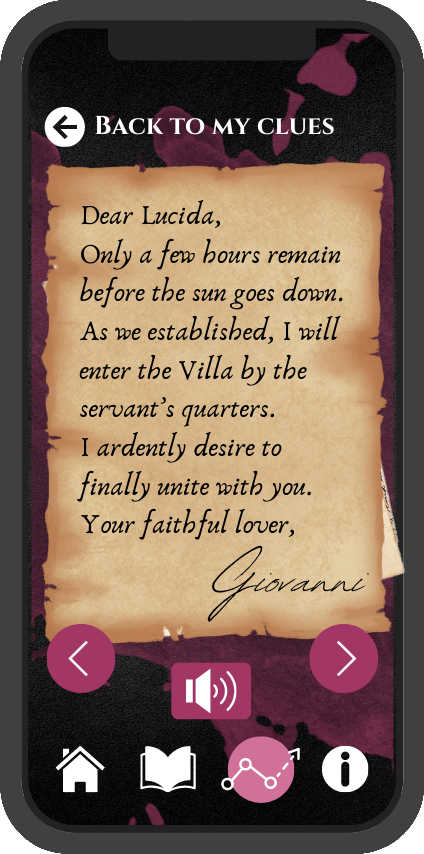 Back to my clues
Dear Lucida,
Only a few hours remain
before the sun goes down.
As we established, I will
enter the Villa by the
servant's quarters.
I ardently desire to
finally unite with you.
Your faithful lover,
Giovanni